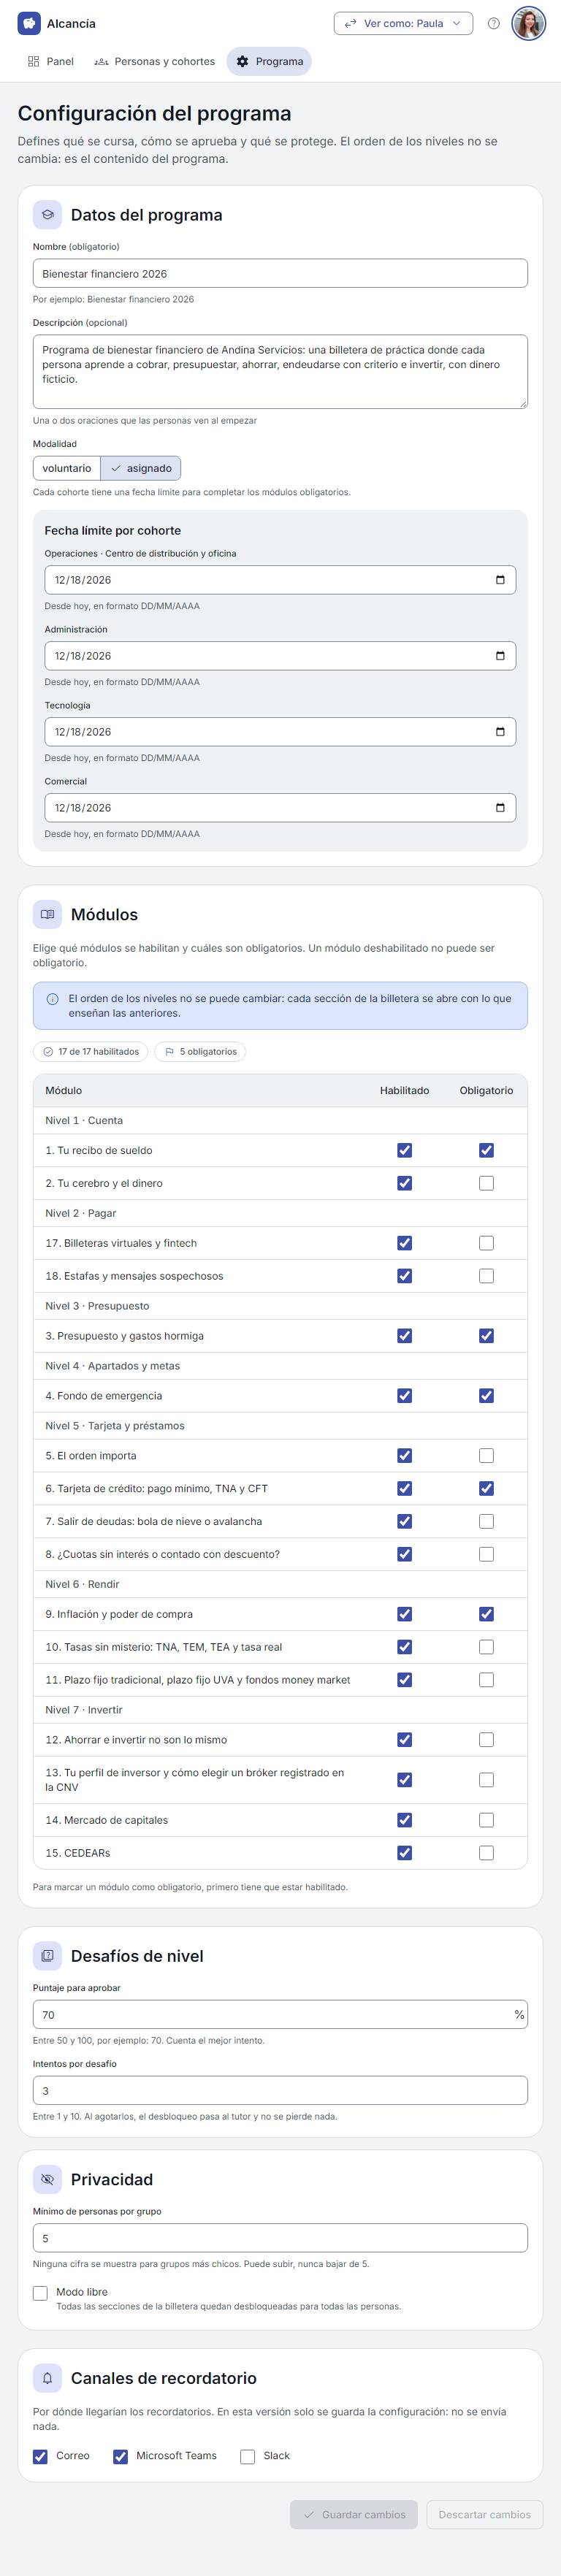 Alcancía
Ver como: Paula
Panel
Personas y cohortes
Programa
Configuración del programa
Defines qué se cursa, cómo se aprueba y qué se protege. El orden de los niveles no se
cambia: es el contenido del programa.
Datos del programa
Nombre (obligatorio)
Bienestar financiero 2026
Por ejemplo: Bienestar financiero 2026
Descripción (opcional)
Programa de bienestar financiero de Andina Servicios: una billetera de práctica donde cada
persona aprende a cobrar, presupuestar, ahorrar, endeudarse con criterio e invertir, con dinero
ficticio.
Una o dos oraciones que las personas ven al empezar
Modalidad
voluntario
asignado
Cada cohorte tiene una fecha límite para completar los módulos obligatorios.
Fecha límite por cohorte
Operaciones · Centro de distribución y oficina
12/18/2026
Desde hoy, en formato DD/MM/AAAA
Administración
12/18/2026
Desde hoy, en formato DD/MM/AAAA
Tecnología
12/18/2026
Desde hoy, en formato DD/MM/AAAA
Comercial
12/18/2026
Desde hoy, en formato DD/MM/AAAA
Módulos
Elige qué módulos se habilitan y cuáles son obligatorios. Un módulo deshabilitado no puede ser
obligatorio.
El orden de los niveles no se puede cambiar: cada sección de la billetera se abre con lo que
enseñan las anteriores.
17 de 17 habilitados
5 obligatorios
Módulo Habilitado Obligatorio
Nivel 1 · Cuenta
1. Tu recibo de sueldo
2. Tu cerebro y el dinero
Nivel 2 · Pagar
17. Billeteras virtuales y fintech
18. Estafas y mensajes sospechosos
Nivel 3 · Presupuesto
3. Presupuesto y gastos hormiga
Nivel 4 · Apartados y metas
4. Fondo de emergencia
Nivel 5 · Tarjeta y préstamos
5. El orden importa
6. Tarjeta de crédito: pago mínimo, TNA y CFT
7. Salir de deudas: bola de nieve o avalancha
8. ¿Cuotas sin interés o contado con descuento?
Nivel 6 · Rendir
9. Inflación y poder de compra
10. Tasas sin misterio: TNA, TEM, TEA y tasa real
11. Plazo fijo tradicional, plazo fijo UVA y fondos money market
Nivel 7 · Invertir
12. Ahorrar e invertir no son lo mismo
13. Tu perfil de inversor y cómo elegir un bróker registrado en
la CNV
14. Mercado de capitales
15. CEDEARs
Para marcar un módulo como obligatorio, primero tiene que estar habilitado.
Desafíos de nivel
Puntaje para aprobar
70 %
Entre 50 y 100, por ejemplo: 70. Cuenta el mejor intento.
Intentos por desafío
3
Entre 1 y 10. Al agotarlos, el desbloqueo pasa al tutor y no se pierde nada.
Privacidad
Mínimo de personas por grupo
5
Ninguna cifra se muestra para grupos más chicos. Puede subir, nunca bajar de 5.
Modo libre
Todas las secciones de la billetera quedan desbloqueadas para todas las personas.
Canales de recordatorio
Por dónde llegarían los recordatorios. En esta versión solo se guarda la configuración: no se envía
nada.
Correo
Microsoft Teams
Slack
Guardar cambios
Descartar cambios